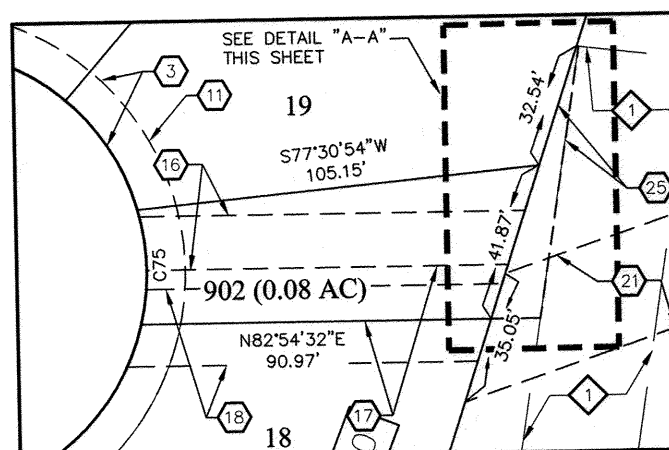 SEE DETAIL "A-A"
THIS SHEET
3
11
19
32.54'
1
16
S77°30'54"W
105.15'
25
41.87'
C75
902 (0.08 AC)
21
N82°54'32"E
90.97'
35.05'
18
17
1
18